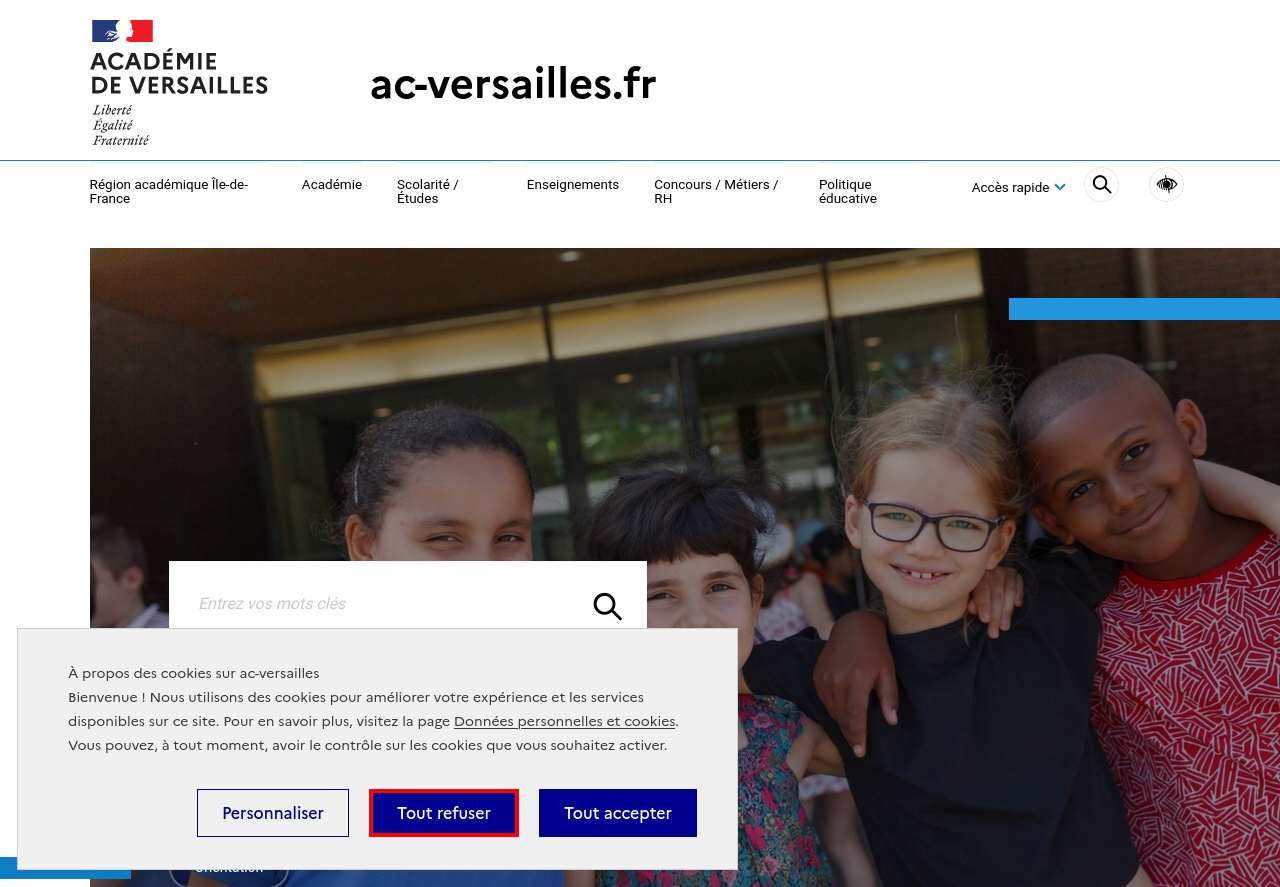 ACADÉMIE
DE VERSAILLES
Liberté
Égalité
Fraternité
ac-versailles.fr
Région académique Île-de-
France
Académie
Scolarité /
Études
Enseignements
Concours / Métiers /
RH
Politique
éducative
Accès rapide
Entrez vos mots clés
À propos des cookies sur ac-versailles
Bienvenue ! Nous utilisons des cookies pour améliorer votre expérience et les services
disponibles sur ce site. Pour en savoir plus, visitez la page Données personnelles et cookies.
Vous pouvez, à tout moment, avoir le contrôle sur les cookies que vous souhaitez activer.
Personnaliser
Tout refuser
Tout accepter
Orientation